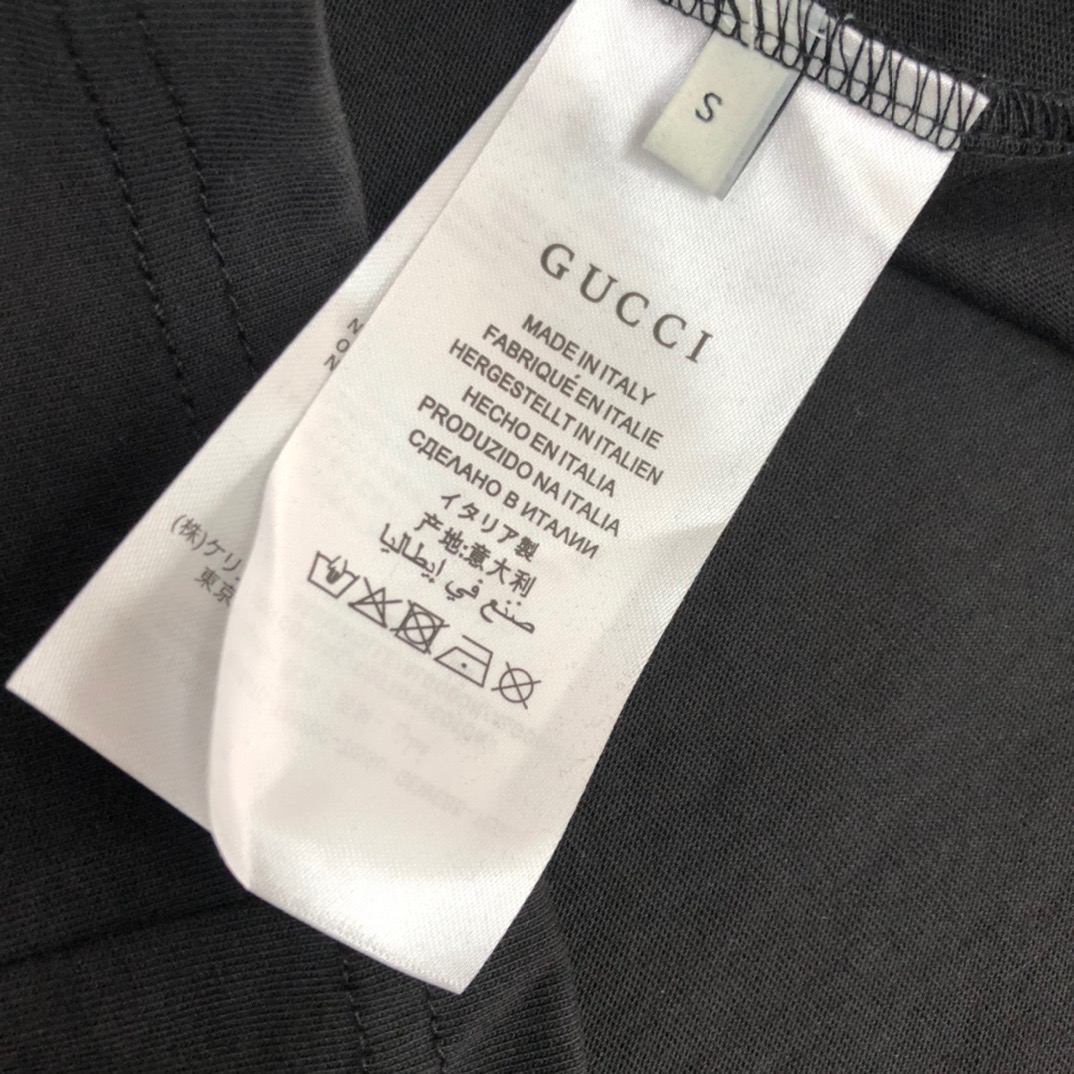 S
GUCCI
MADE IN ITALY
FABRIQUÉ EN ITALIE
HERGESTELLT IN ITALIEN
HECHO EN ITALIA
PRODUZIDO NA ITALIA
СДЕЛАНО В ИТАЛИИ
イタリア製
产地:意大利
صنع في إيطاليا
N
O
N
(株)ケリ
東京